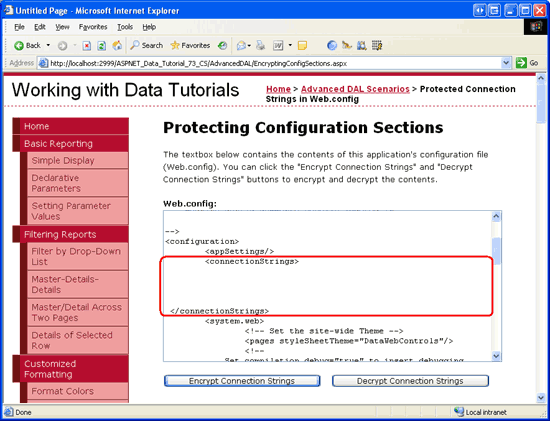 Untitled Page - Microsoft Internet Explorer
File Edit View Favorites Tools Help
Back Search Favorites
Address http://localhost:2999/ASPNET_Data_Tutorial_73_CS/AdvancedDAL/EncryptingConfigSections.aspx Go
Working with Data Tutorials
Home > Advanced DAL Scenarios > Protected Connection
Strings in Web.config
Home
Basic Reporting
Simple Display
Declarative
Parameters
Setting Parameter
Values
Filtering Reports
Filter by Drop-Down
List
Master-Details-
Details
Master/Detail Across
Two Pages
Details of Selected
Row
Customized
Formatting
Format Colors
Protecting Configuration Sections
The textbox below contains the contents of this application's configuration file
(Web.config). You can click the "Encrypt Connection Strings" and "Decrypt
Connection Strings" buttons to encrypt and decrypt the contents.
Web.config:
-->
<configuration>
<appSettings/>
<connectionStrings>
</connectionStrings>
<system.web>
<!-- Set the site-wide Theme -->
<pages styleSheetTheme="DataWebControls"/>
<!--
Set compilation debug="true" to insert debugging
Encrypt Connection Strings Decrypt Connection Strings
Done Local intranet